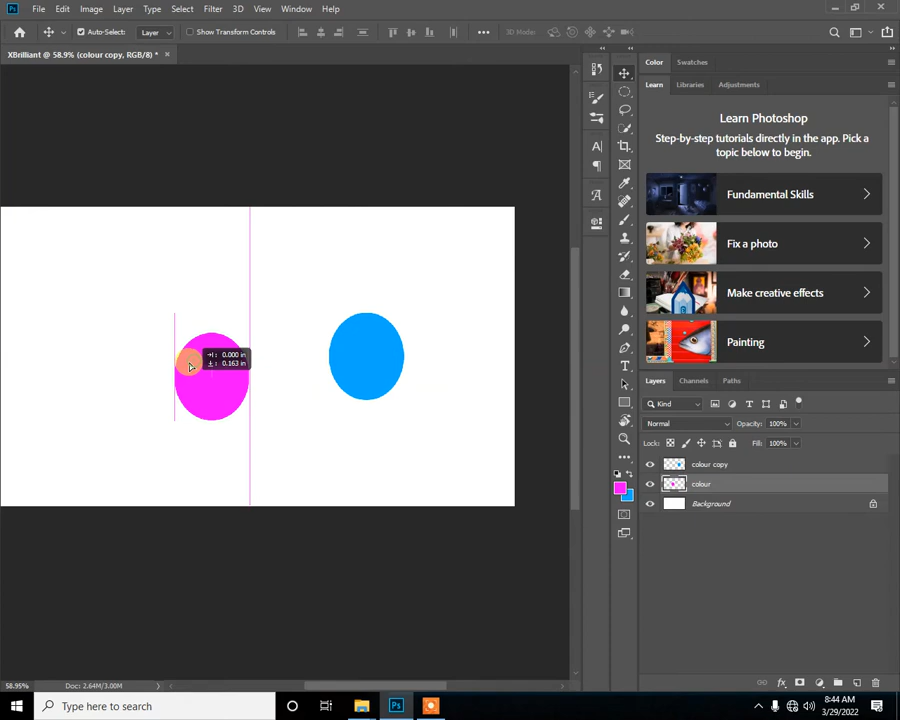 Ps File Edit Image Layer Type Select Filter 3D View Window Help
Auto-Select: Layer Show Transform Controls 3D Mode:
XBrilliant @ 58.9% (colour copy, RGB/8) *
Color Swatches
Learn Libraries Adjustments
Learn Photoshop
Step-by-step tutorials directly in the app. Pick a
topic below to begin.
Fundamental Skills
Fix a photo
Make creative effects
Painting
0.000 in
0.163 in
Layers Channels Paths
Kind
Normal Opacity: 100%
Lock: Fill: 100%
colour copy
colour
Background
58.95% Doc: 2.64M/3.00M
Type here to search
Ps
8:44 AM
3/29/2022